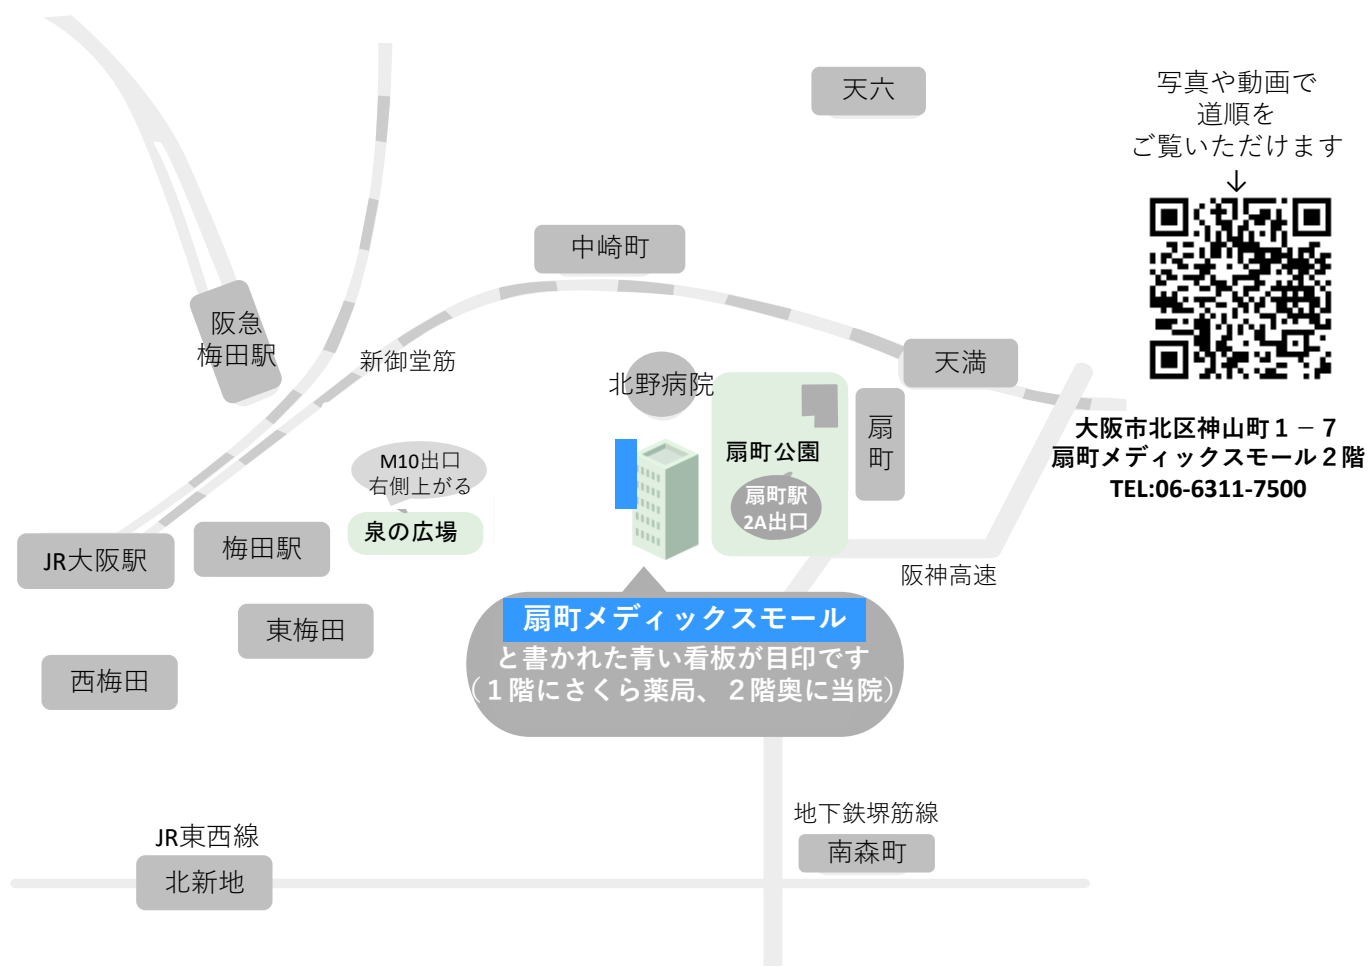 天六
写真や動画で
道順を
ご覧いただけます
↓
中崎町
阪急
梅田駅
新御堂筋
天満
北野病院
扇町公園
扇町
大阪市北区神山町１－７
扇町メディックスモール２階
TEL:06-6311-7500
M10出口
右側上がる
泉の広場
扇町駅
2A出口
JR大阪駅
梅田駅
阪神高速
東梅田
西梅田
扇町メディックスモール
と書かれた青い看板が目印です
（１階にさくら薬局、２階奥に当院）
地下鉄堺筋線
南森町
JR東西線
北新地